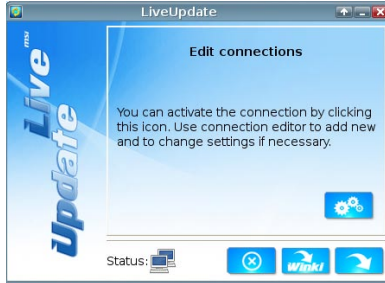 LiveUpdate
msi
Live
Update
Edit connections
You can activate the connection by clicking
this icon. Use connection editor to add new
and to change settings if necessary.
Status:
Winki